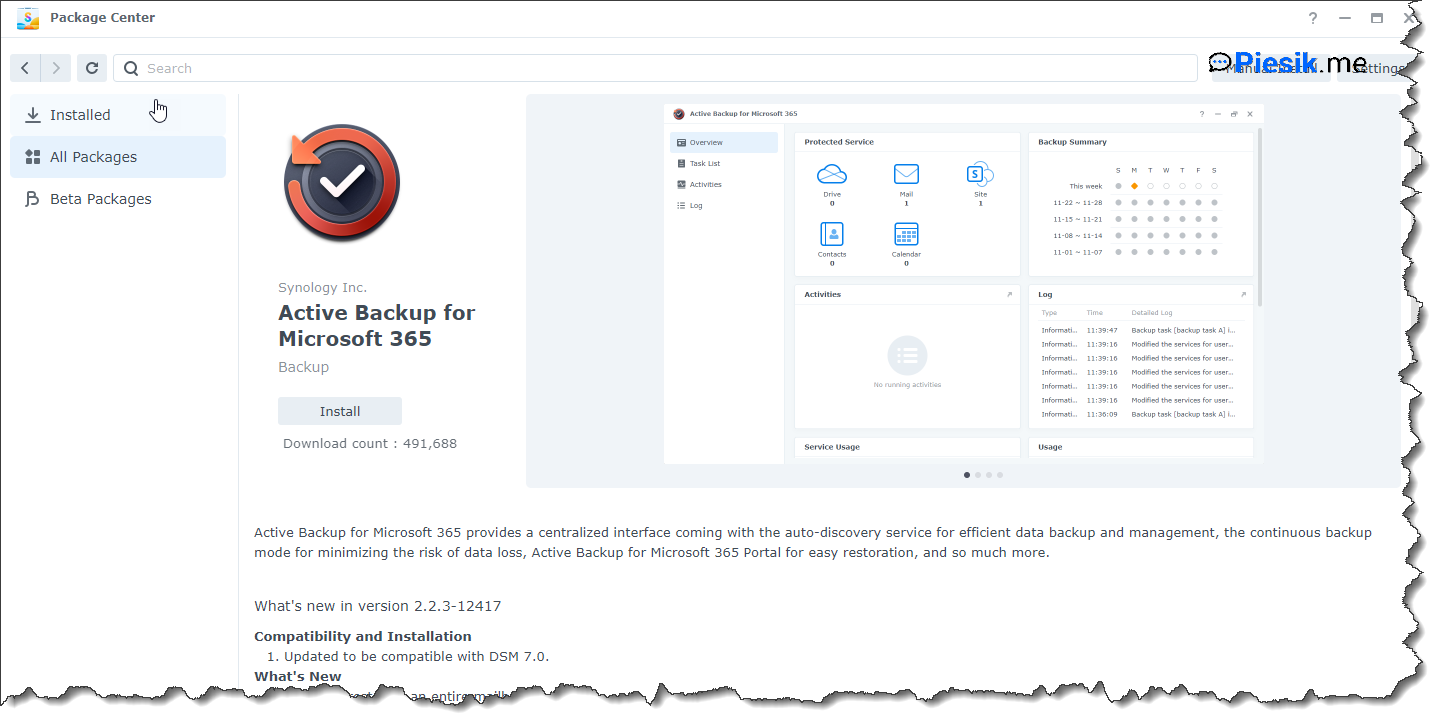 Package Center
Search
Piesik.me
Manual Install
Settings
Installed
All Packages
Beta Packages
Synology Inc.
Active Backup for
Microsoft 365
Backup
Install
Download count : 491,688
Active Backup for Microsoft 365
Overview
Task List
Activities
Log
Protected Service
Drive
0
Mail
1
Site
1
Contacts
0
Calendar
0
Backup Summary
S M T W T F S
This week
11-22 ~ 11-28
11-15 ~ 11-21
11-08 ~ 11-14
11-01 ~ 11-07
Activities
No running activities
Log
Type Time Detailed Log
Informati... 11:39:47 Backup task [backup task A] i...
Informati... 11:39:16 Modified the services for user...
Informati... 11:39:16 Modified the services for user...
Informati... 11:39:16 Modified the services for user...
Informati... 11:39:16 Modified the services for user...
Informati... 11:39:16 Modified the services for user...
Informati... 11:36:09 Backup task [backup task A] i...
Service Usage
Usage
Active Backup for Microsoft 365 provides a centralized interface coming with the auto-discovery service for efficient data backup and management, the continuous backup
mode for minimizing the risk of data loss, Active Backup for Microsoft 365 Portal for easy restoration, and so much more.
What's new in version 2.2.3-12417
Compatibility and Installation
1. Updated to be compatible with DSM 7.0.
What's New
an entire